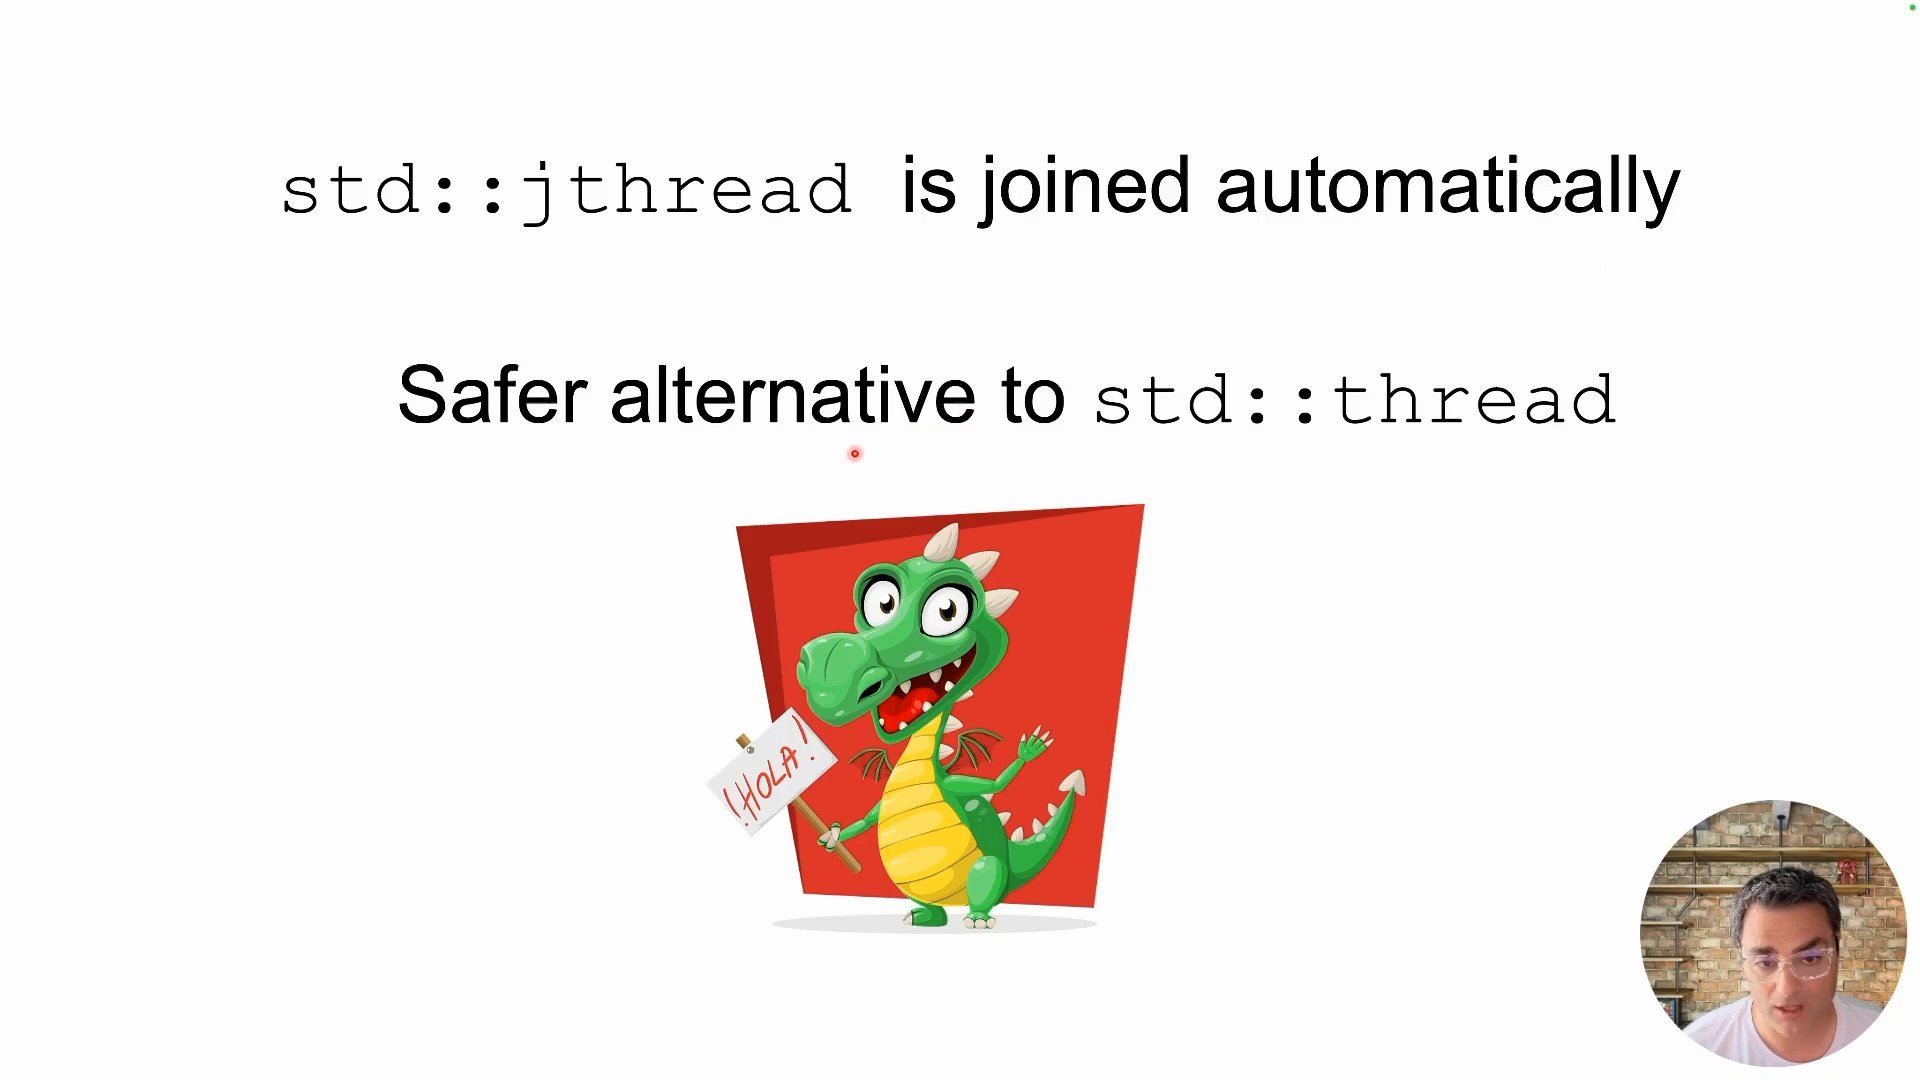 std::jthread is joined automatically
Safer alternative to std::thread
¡HOLA!